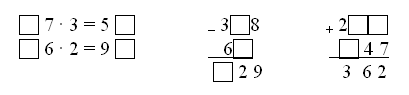 □ 7 · 3 = 5 □
□ 6 · 2 = 9 □
− 3 □ 8
6 □
□ 2 9
+ 2 □ □
□ 4 7
3 6 2